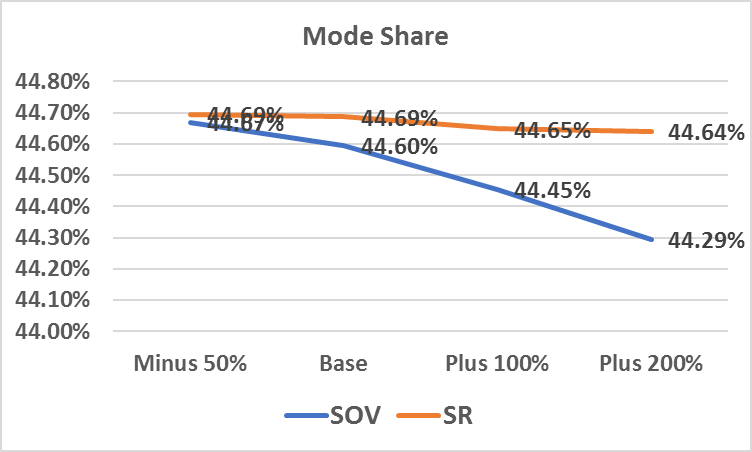 Mode Share
44.80%
44.70%
44.60%
44.50%
44.40%
44.30%
44.20%
44.10%
44.00%
44.69%
44.67%
44.69%
44.60%
44.65%
44.45%
44.64%
44.29%
Minus 50%
Base
Plus 100%
Plus 200%
SOV
SR